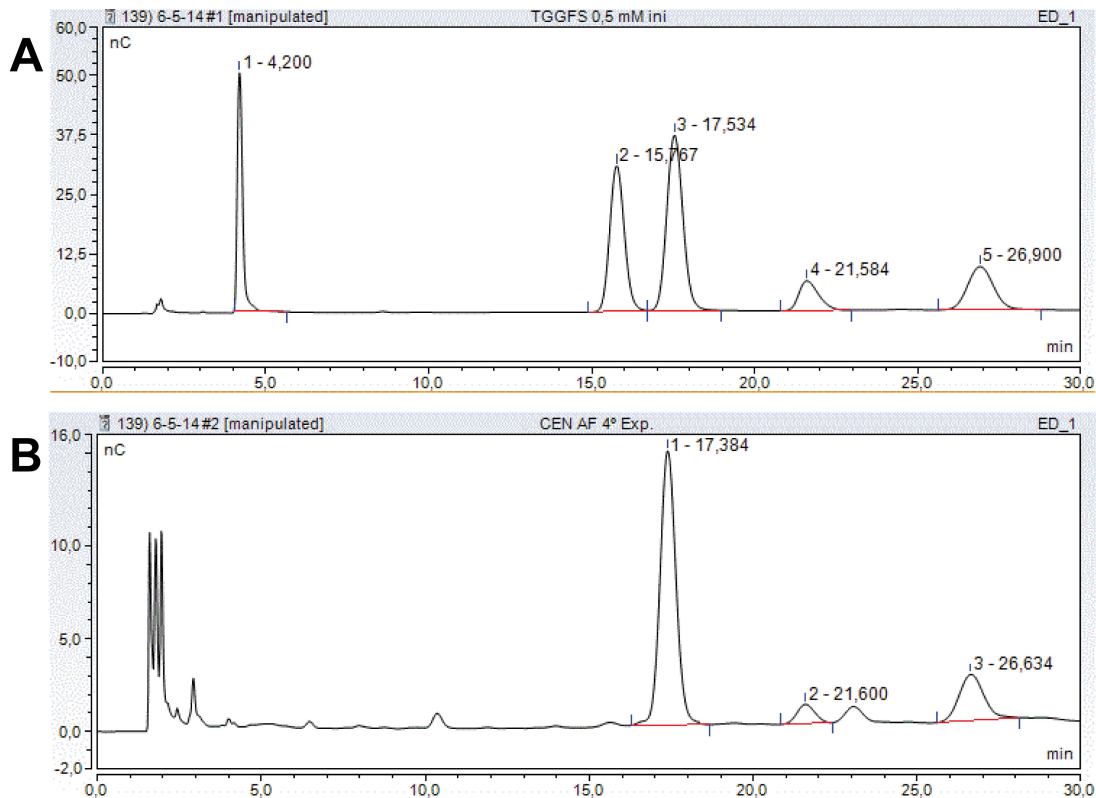 A
139) 6-5-14 #1 [manipulated] TGGFS 0,5 mM ini ED_1
60,0
nC
50,0
37,5
25,0
12,5
0,0
-10,0
1 - 4,200
2 - 15,767
3 - 17,534
4 - 21,584
5 - 26,900
min
0,0 5,0 10,0 15,0 20,0 25,0 30,0
B
139) 6-5-14 #2 [manipulated] CEN AF 4º Exp. ED_1
16,0
nC
10,0
5,0
0,0
-2,0
1 - 17,384
2 - 21,600
3 - 26,634
min
0,0 5,0 10,0 15,0 20,0 25,0 30,0